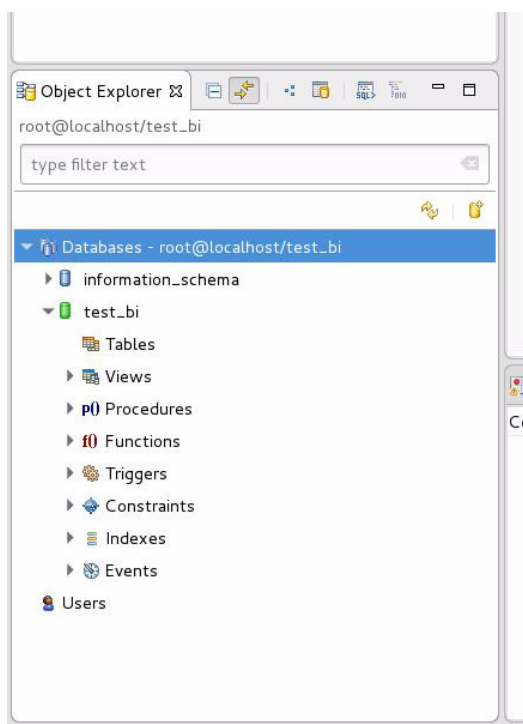 Object Explorer
SQL>
root@localhost/test_bi
type filter text
Databases - root@localhost/test_bi
information_schema
test_bi
Tables
Views
p() Procedures
f() Functions
Triggers
Constraints
Indexes
Events
Users